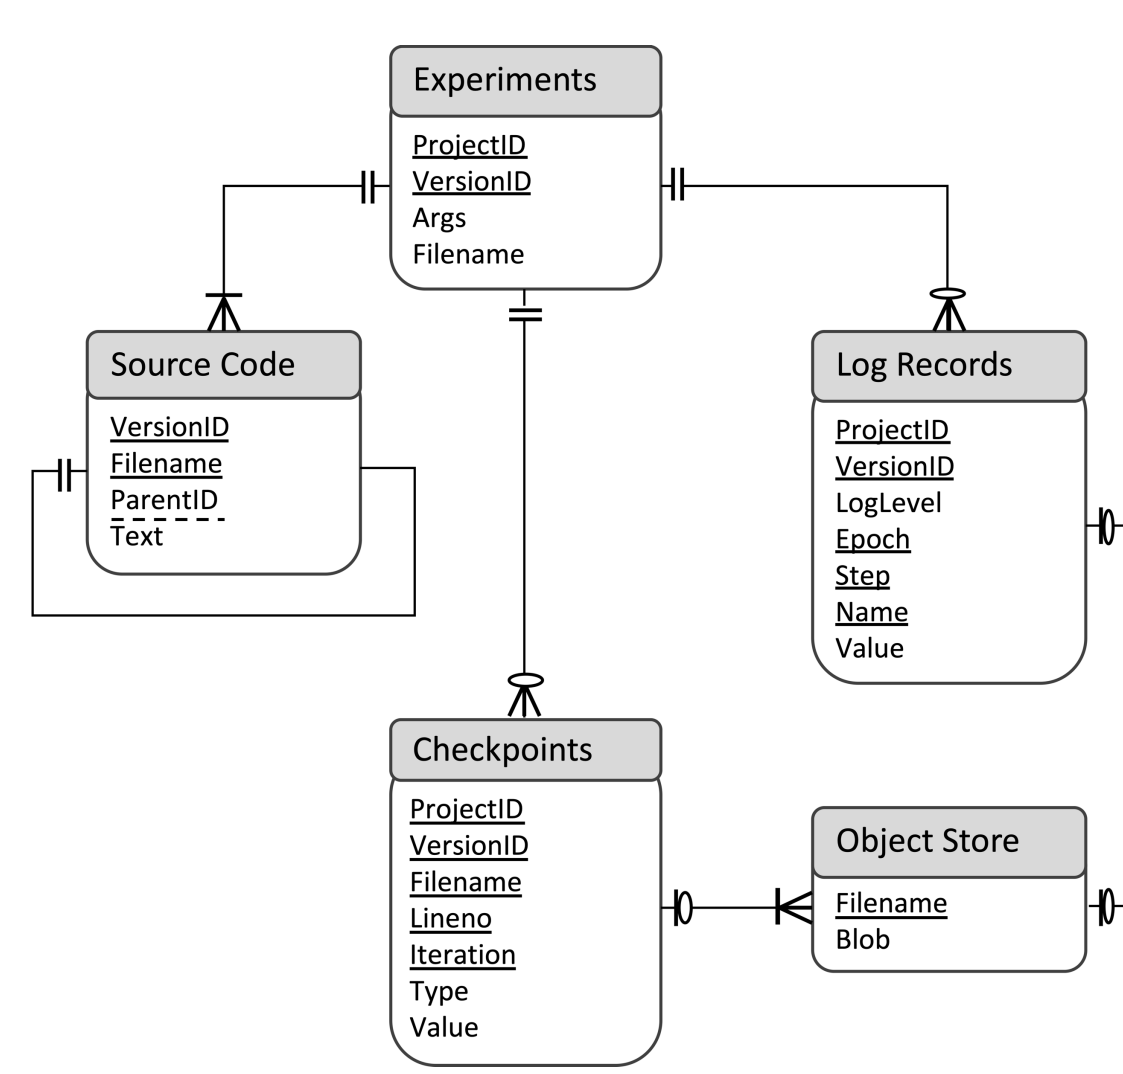 Experiments
ProjectID
VersionID
Args
Filename
Source Code
VersionID
Filename
ParentID
Text
Log Records
ProjectID
VersionID
LogLevel
Epoch
Step
Name
Value
Checkpoints
ProjectID
VersionID
Filename
Lineno
Iteration
Type
Value
Object Store
Filename
Blob